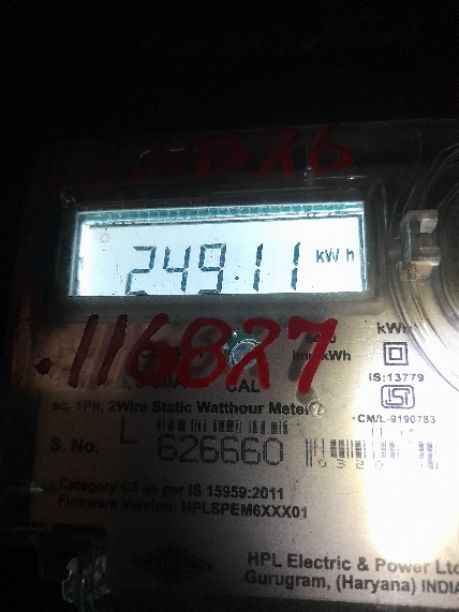 249.11 kWh
.116827
kWh
IS:13779
ac, 1Ph, 2Wire Static Watthour Meter
CM/L-9190783
S. No. 626660
Category C3 as per IS 15959:2011
Firmware Version: HPLSPEM6XXX01
HPL Electric & Power Ltd
Gurugram, (Haryana) INDIA